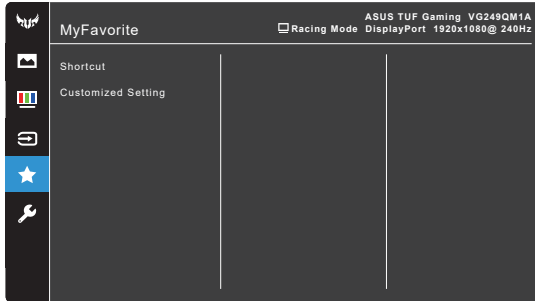 ASUS TUF Gaming VG249QM1A
MyFavorite
Racing Mode DisplayPort 1920x1080@ 240Hz
Shortcut
Customized Setting